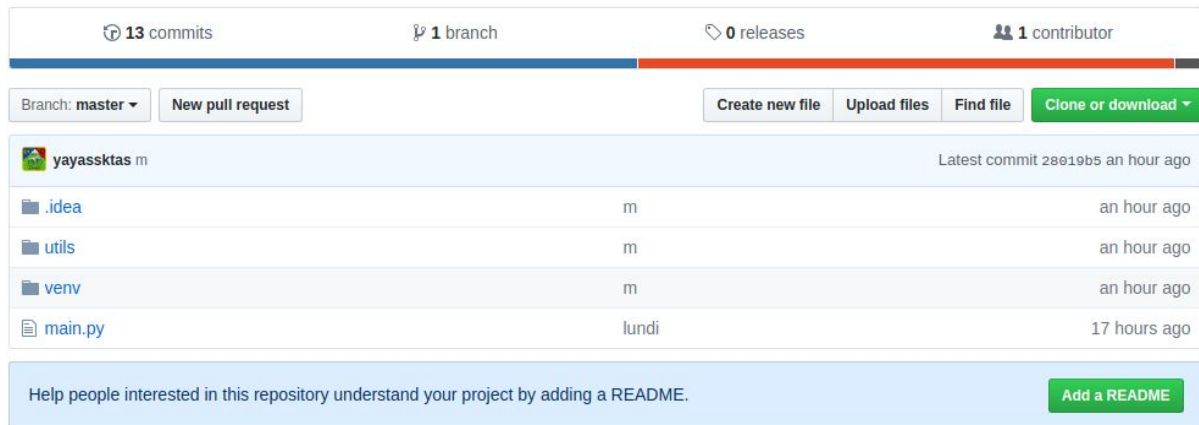 13 commits 1 branch 0 releases 1 contributor
Branch: master New pull request Create new file Upload files Find file Clone or download
yayassktas m Latest commit 28019b5 an hour ago
.idea m an hour ago
utils m an hour ago
venv m an hour ago
main.py lundi 17 hours ago
Help people interested in this repository understand your project by adding a README. Add a README